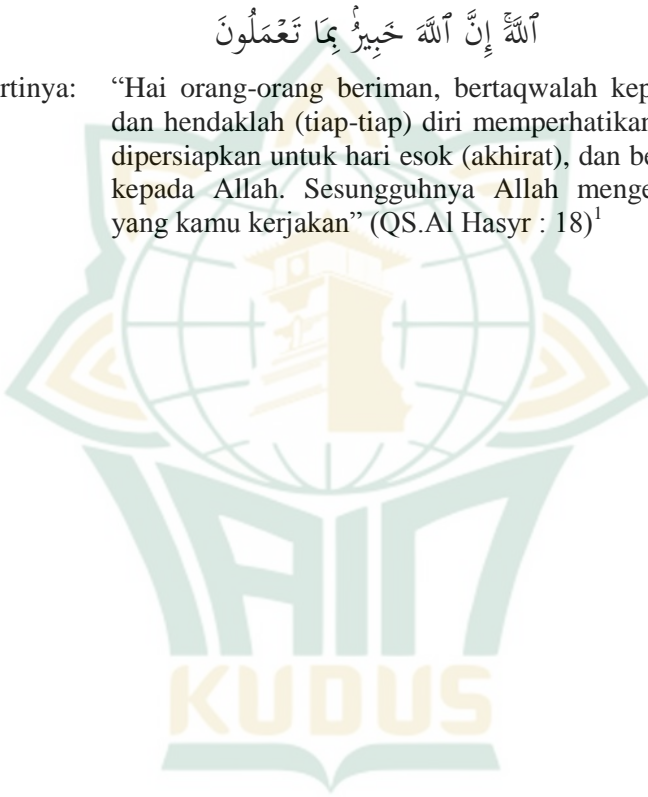 ٱللَّهَۚ إِنَّ ٱللَّهَ خَبِيرُۢ بِمَا تَعۡمَلُونَ
rtinya: “Hai orang-orang beriman, bertaqwalah kep
dan hendaklah (tiap-tiap) diri memperhatikan
dipersiapkan untuk hari esok (akhirat), dan be
kepada Allah. Sesungguhnya Allah menge
yang kamu kerjakan” (QS.Al Hasyr : 18)1
IAIN
KUDUS